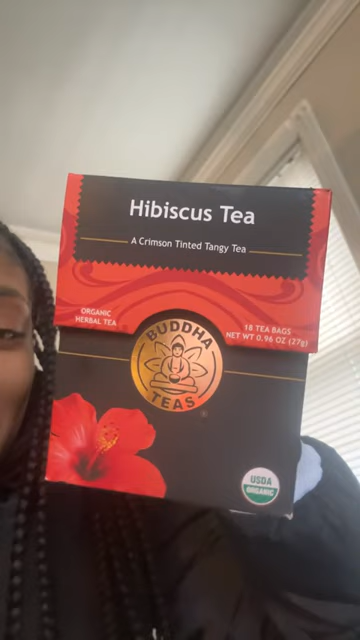 Hibiscus Tea
A Crimson Tinted Tangy Tea
ORGANIC
HERBAL TEA
18 TEA BAGS
NET WT 0.96 OZ (27g)
BUDDHA
TEAS
®
USDA
ORGANIC